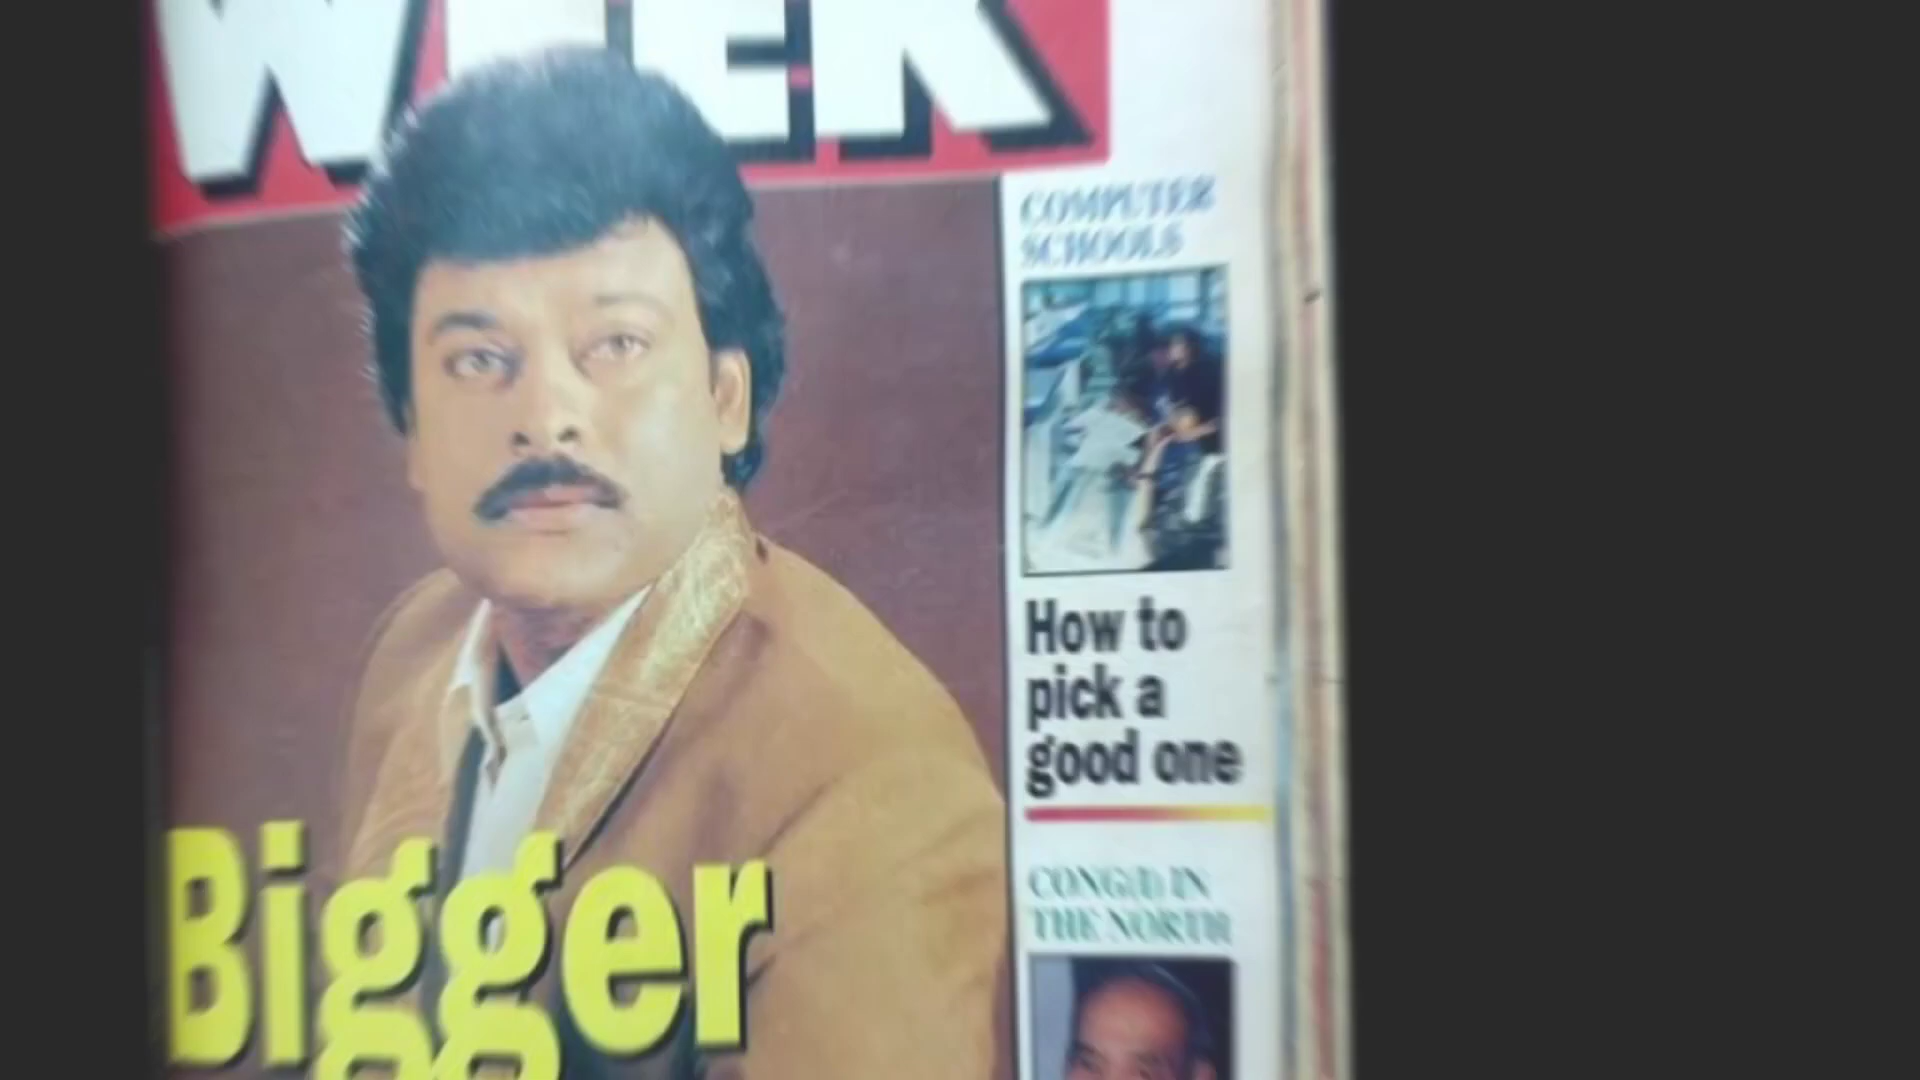 WEEK
COMPUTER
SCHOOLS
How to
pick a
good one
CONG(I) IN
THE NORTH
Bigger